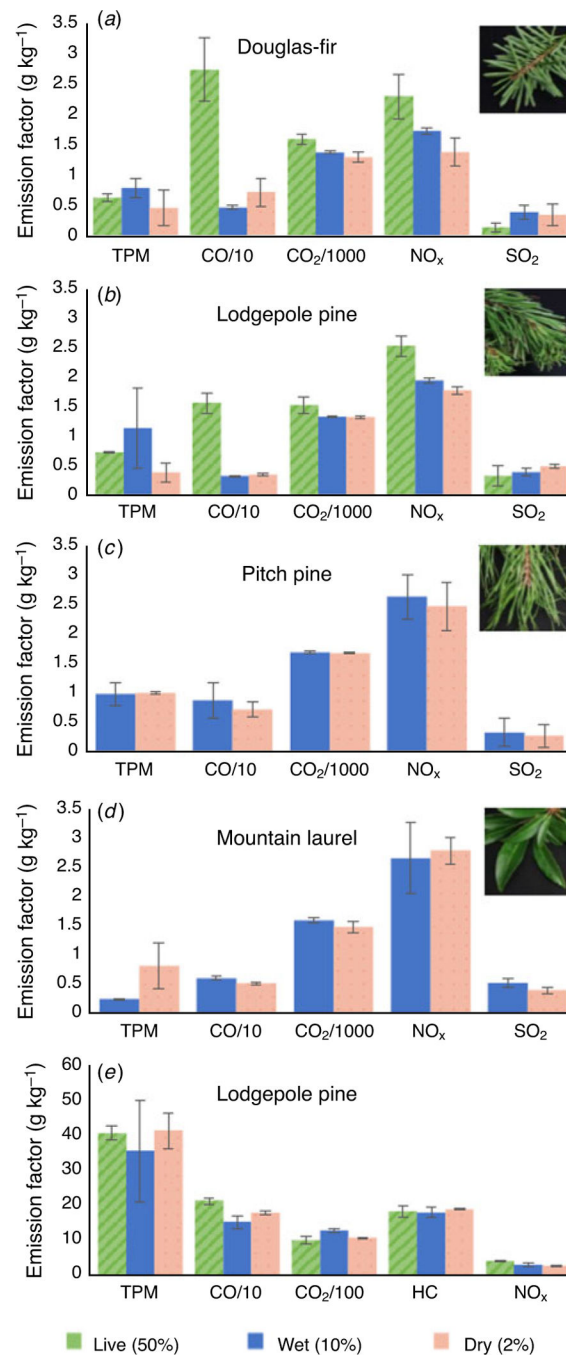 (a)
Douglas-fir
Emission factor (g kg⁻¹)
3.5
3
2.5
2
1.5
1
0.5
0
TPM CO/10 CO₂/1000 NOₓ SO₂
(b)
Lodgepole pine
Emission factor (g kg⁻¹)
3.5
3
2.5
2
1.5
1
0.5
0
TPM CO/10 CO₂/1000 NOₓ SO₂
(c)
Pitch pine
Emission factor (g kg⁻¹)
3.5
3
2.5
2
1.5
1
0.5
0
TPM CO/10 CO₂/1000 NOₓ SO₂
(d)
Mountain laurel
Emission factor (g kg⁻¹)
3.5
3
2.5
2
1.5
1
0.5
0
TPM CO/10 CO₂/1000 NOₓ SO₂
(e)
Lodgepole pine
Emission factor (g kg⁻¹)
60
50
40
30
20
10
0
TPM CO/10 CO₂/100 HC NOₓ
Live (50%) Wet (10%) Dry (2%)